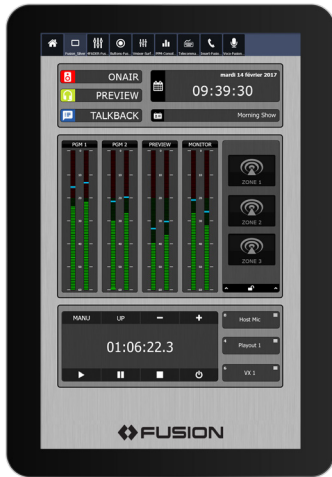 ONAIR
mardi 14 février 2017
PREVIEW
09:39:30
TALKBACK
Morning Show
PGM 1
PGM 2
PREVIEW
MONITOR
ZONE 1
ZONE 2
ZONE 3
MANU
UP
Host Mic
01:06:22.3
Playout 1
VX 1
FUSION